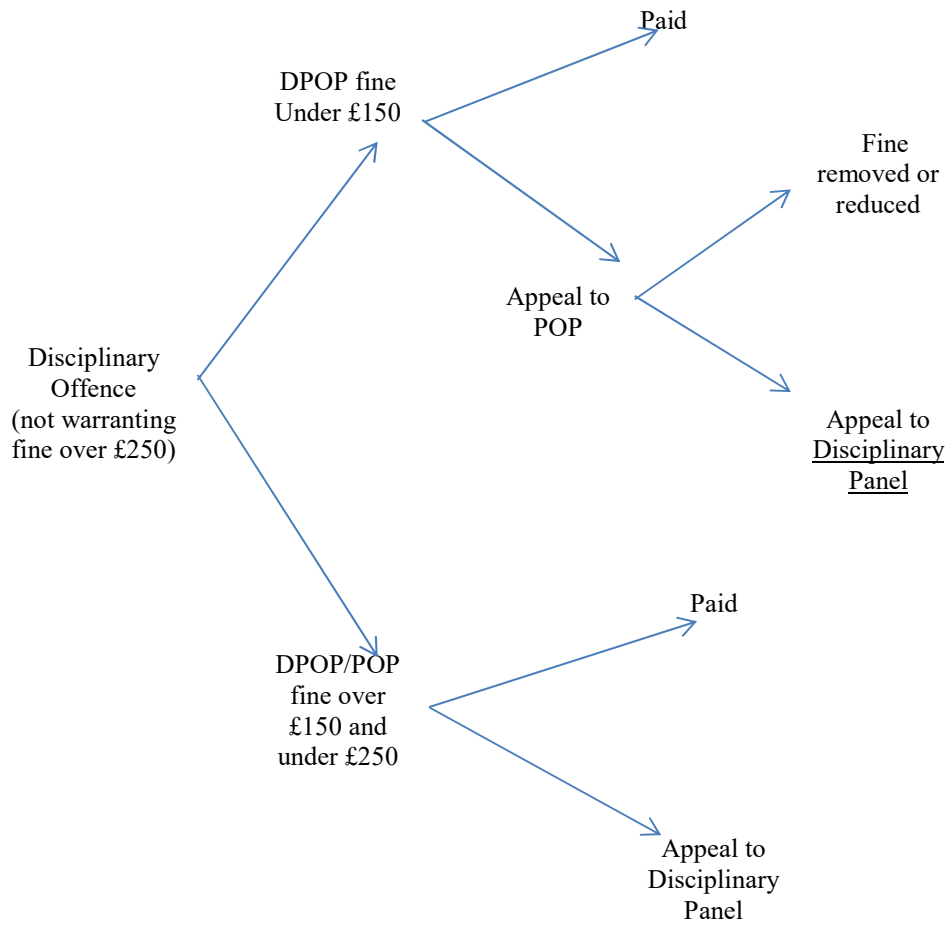 Paid
DPOP fine
Under £150
Fine
removed or
reduced
Appeal to
POP
Disciplinary
Offence
(not warranting
fine over £250)
Appeal to
Disciplinary
Panel
Paid
DPOP/POP
fine over
£150 and
under £250
Appeal to
Disciplinary
Panel